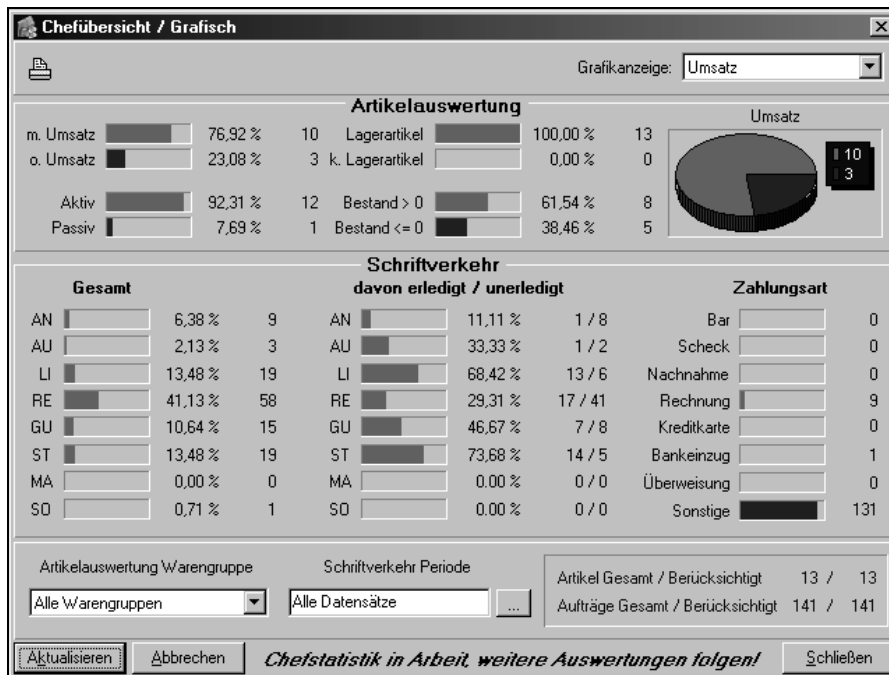 Chefübersicht / Grafisch
Grafikanzeige: Umsatz
Artikelauswertung
m. Umsatz 76,92 % 10 Lagerartikel 100,00 % 13
o. Umsatz 23,08 % 3 k. Lagerartikel 0,00 % 0
Aktiv 92,31 % 12 Bestand > 0 61,54 % 8
Passiv 7,69 % 1 Bestand <= 0 38,46 % 5
Umsatz
10
3
Schriftverkehr
Gesamt davon erledigt / unerledigt Zahlungsart
AN 6,38 % 9 AN 11,11 % 1 / 8 Bar 0
AU 2,13 % 3 AU 33,33 % 1 / 2 Scheck 0
LI 13,48 % 19 LI 68,42 % 13 / 6 Nachnahme 0
RE 41,13 % 58 RE 29,31 % 17 / 41 Rechnung 9
GU 10,64 % 15 GU 46,67 % 7 / 8 Kreditkarte 0
ST 13,48 % 19 ST 73,68 % 14 / 5 Bankeinzug 1
MA 0,00 % 0 MA 0.00 % 0 / 0 Überweisung 0
SO 0,71 % 1 SO 0.00 % 0 / 0 Sonstige 131
Artikelauswertung Warengruppe Schriftverkehr Periode
Alle Warengruppen Alle Datensätze ...
Artikel Gesamt / Berücksichtigt 13 / 13
Aufträge Gesamt / Berücksichtigt 141 / 141
Aktualisieren Abbrechen Chefstatistik in Arbeit, weitere Auswertungen folgen! Schließen